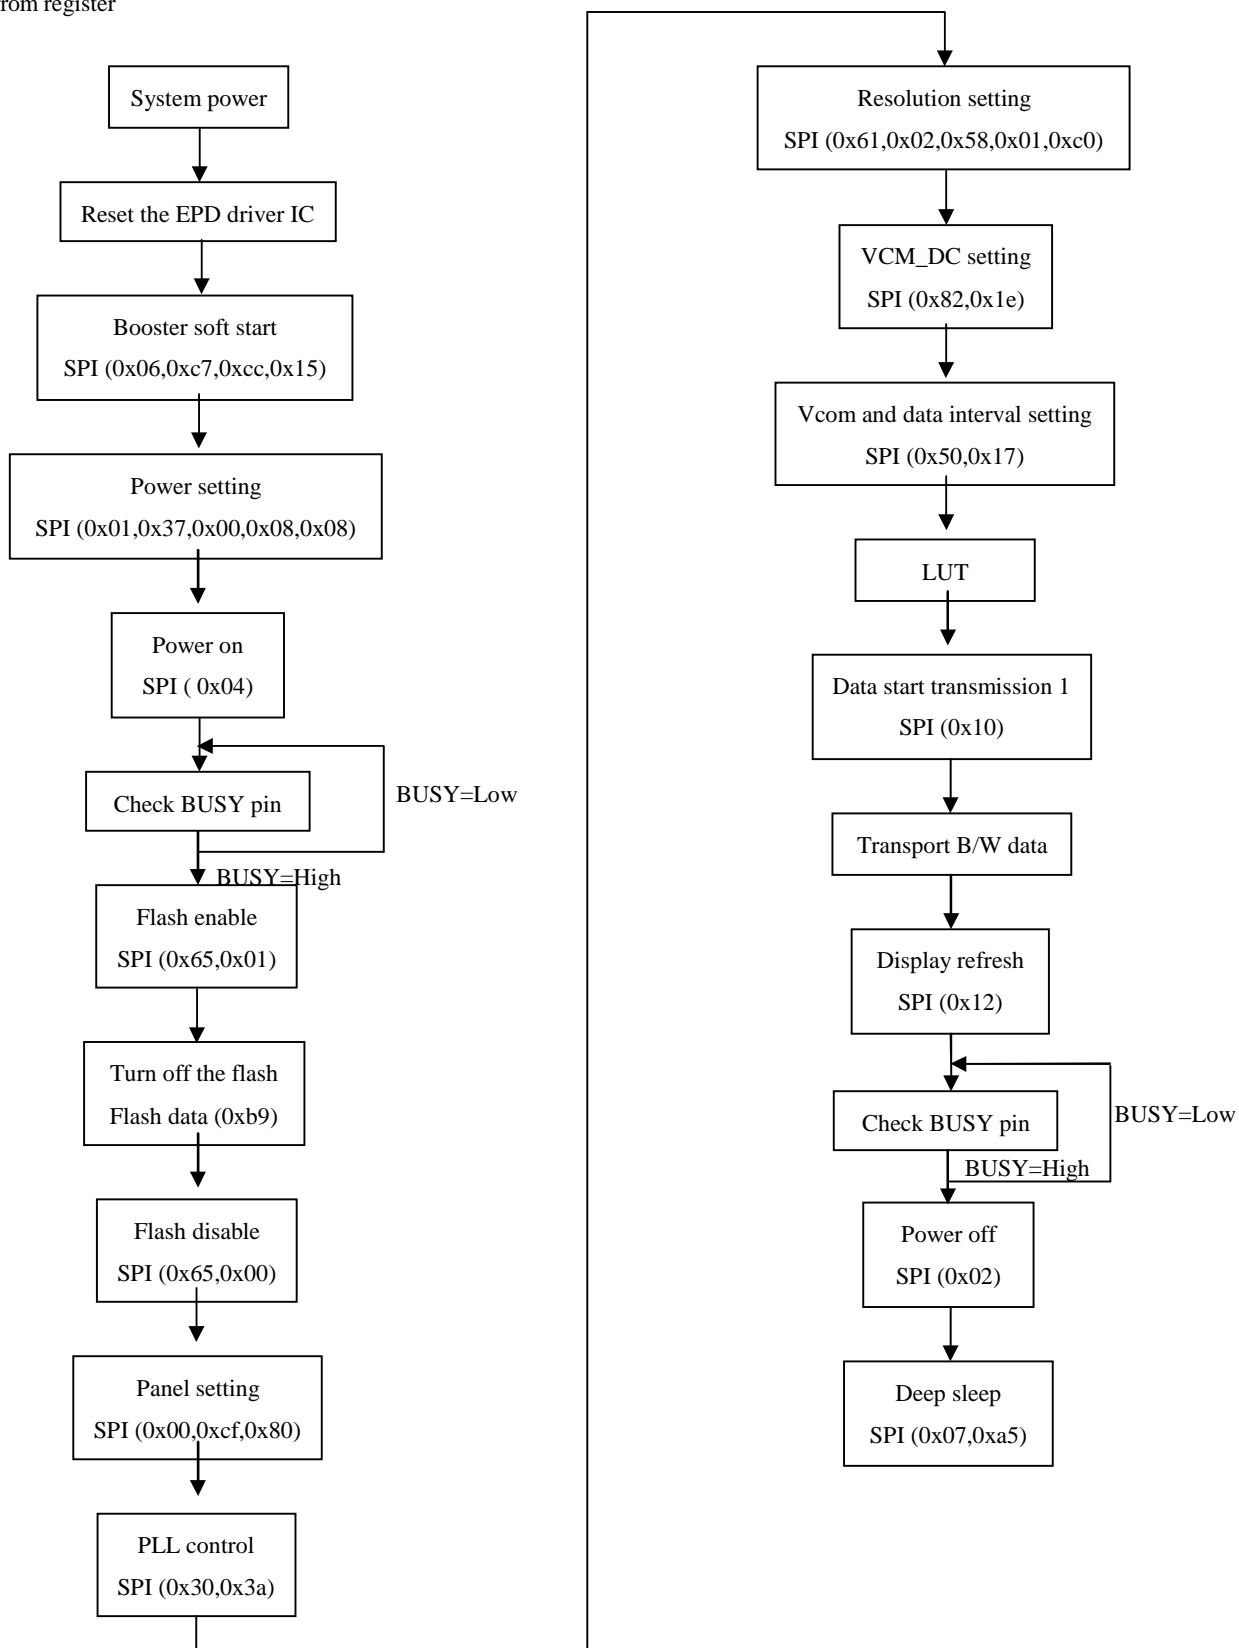 rom register
System power
Reset the EPD driver IC
Booster soft start
SPI (0x06,0xc7,0xcc,0x15)
Power setting
SPI (0x01,0x37,0x00,0x08,0x08)
Power on
SPI ( 0x04)
Check BUSY pin
BUSY=Low
BUSY=High
Flash enable
SPI (0x65,0x01)
Turn off the flash
Flash data (0xb9)
Flash disable
SPI (0x65,0x00)
Panel setting
SPI (0x00,0xcf,0x80)
PLL control
SPI (0x30,0x3a)
Resolution setting
SPI (0x61,0x02,0x58,0x01,0xc0)
VCM_DC setting
SPI (0x82,0x1e)
Vcom and data interval setting
SPI (0x50,0x17)
LUT
Data start transmission 1
SPI (0x10)
Transport B/W data
Display refresh
SPI (0x12)
Check BUSY pin
BUSY=Low
BUSY=High
Power off
SPI (0x02)
Deep sleep
SPI (0x07,0xa5)